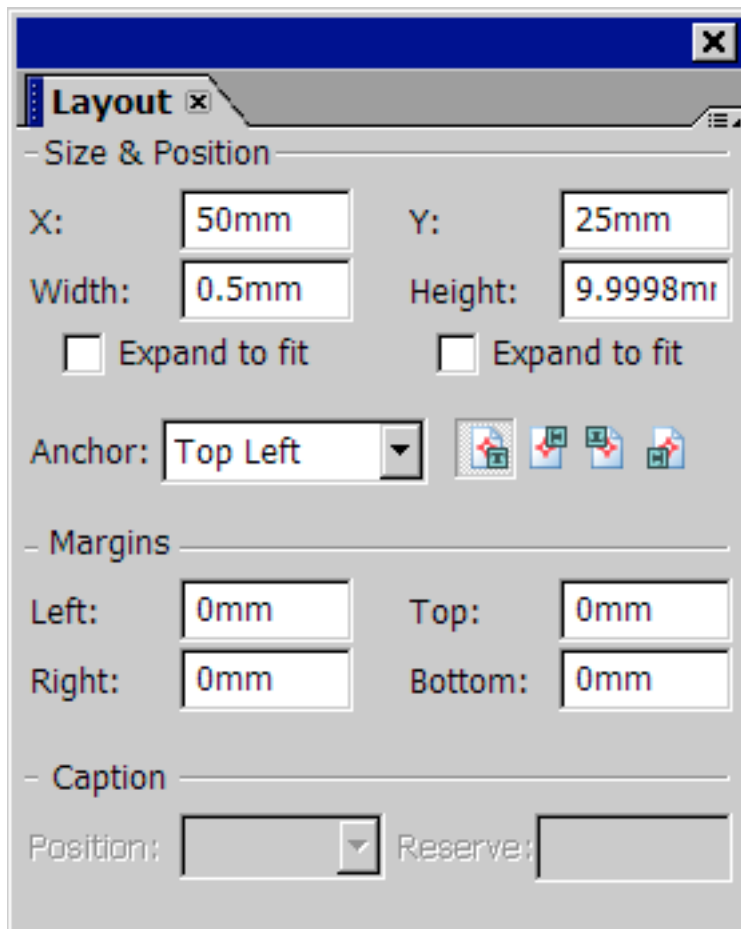 Layout
Size & Position
X: 50mm Y: 25mm
Width: 0.5mm Height: 9.9998m
Expand to fit Expand to fit
Anchor: Top Left
Margins
Left: 0mm Top: 0mm
Right: 0mm Bottom: 0mm
Caption
Position: Reserve: